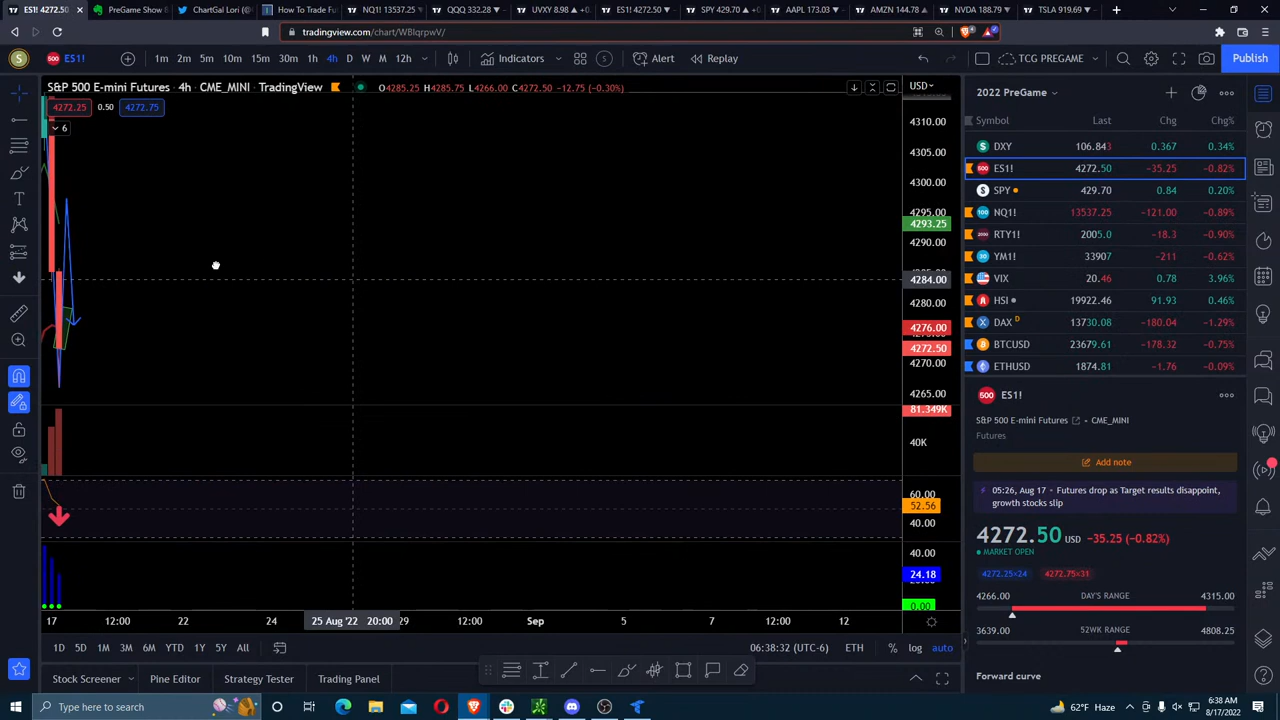 ES1! 4272.50
PreGame Show B
ChartGal Lori (@
How To Trade Fu
NQ1! 13537.25
QQQ 332.28
UVXY 8.98
ES1! 4272.50
SPY 429.70
AAPL 173.03
AMZN 144.78
NVDA 188.79
TSLA 919.69
tradingview.com/chart/WBIqrpwV/
S
500 ES1!
1m 2m 5m 10m 15m 30m 1h 4h D W M 12h
Indicators
Alert
Replay
TCG PREGAME
Publish
S&P 500 E-mini Futures · 4h · CME_MINI · TradingView
O4285.25 H4285.75 L4266.00 C4272.50 -12.75 (-0.30%)
USD
4272.25 0.50 4272.75
6
4310.00
4305.00
4300.00
4295.00
4293.25
4290.00
4284.00
4280.00
4276.00
4272.50
4270.00
4265.00
81.349K
40K
60.00
52.56
40.00
40.00
24.18
0.00
17 12:00 22 24 25 Aug '22 20:00 29 12:00 Sep 5 7 12:00 12
1D 5D 1M 3M 6M YTD 1Y 5Y All
06:38:32 (UTC-6) ETH % log auto
Stock Screener Pine Editor Strategy Tester Trading Panel
2022 PreGame
Symbol Last Chg Chg%
DXY 106.843 0.367 0.34%
ES1! 4272.50 -35.25 -0.82%
SPY 429.70 0.84 0.20%
NQ1! 13537.25 -121.00 -0.89%
RTY1! 2005.0 -18.3 -0.90%
YM1! 33907 -211 -0.62%
VIX 20.46 0.78 3.96%
HSI 19922.46 91.93 0.46%
DAX D 13730.08 -180.04 -1.29%
BTCUSD 23679.61 -178.32 -0.75%
ETHUSD 1874.81 -1.76 -0.09%
500 ES1!
S&P 500 E-mini Futures · CME_MINI
Futures
Add note
05:26, Aug 17 · Futures drop as Target results disappoint,
growth stocks slip
4272.50 USD -35.25 (-0.82%)
MARKET OPEN
4272.25×24 4272.75×31
4266.00 DAY'S RANGE 4315.00
3639.00 52WK RANGE 4808.25
Forward curve
Type here to search
62°F Haze
6:38 AM
8/17/2022